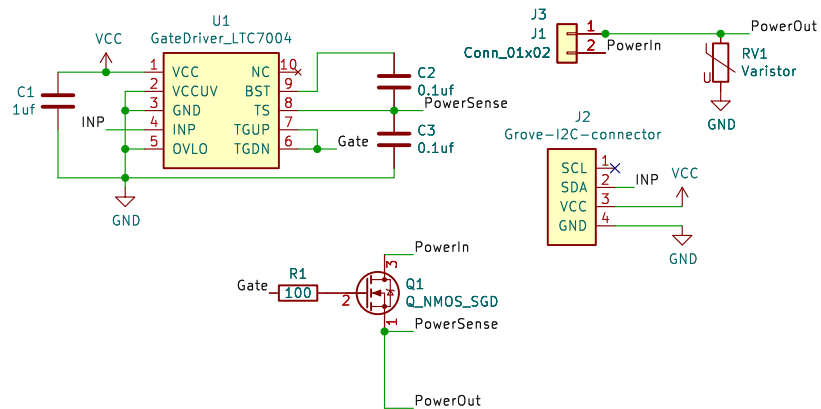 U1
GateDriver_LTC7004
VCC
C1
1uf
INP
1 VCC
2 VCCUV
3 GND
4 INP
5 OVLO
NC 10
BST 9
TS 8
TGUP 7
TGDN 6
Gate
C2
0.1uf
PowerSense
C3
0.1uf
GND
J3
J1
Conn_01x02
1
2
PowerIn
PowerOut
RV1
Varistor
U
GND
J2
Grove-I2C-connector
SCL 1
SDA 2
VCC 3
GND 4
INP
VCC
GND
Gate
R1
100
2
3
1
PowerIn
Q1
Q_NMOS_SGD
PowerSense
PowerOut